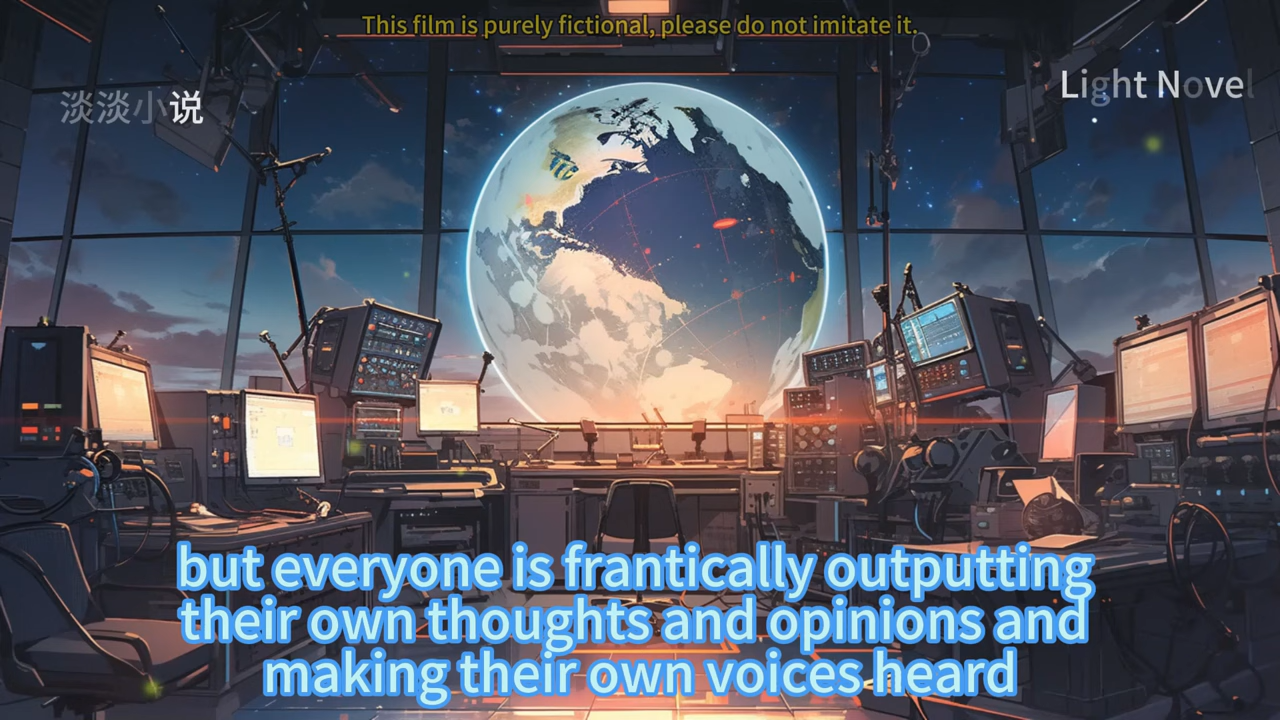 This film is purely fictional, please do not imitate it.
淡淡小说
Light Novel
but everyone is frantically outputting
their own thoughts and opinions and
making their own voices heard